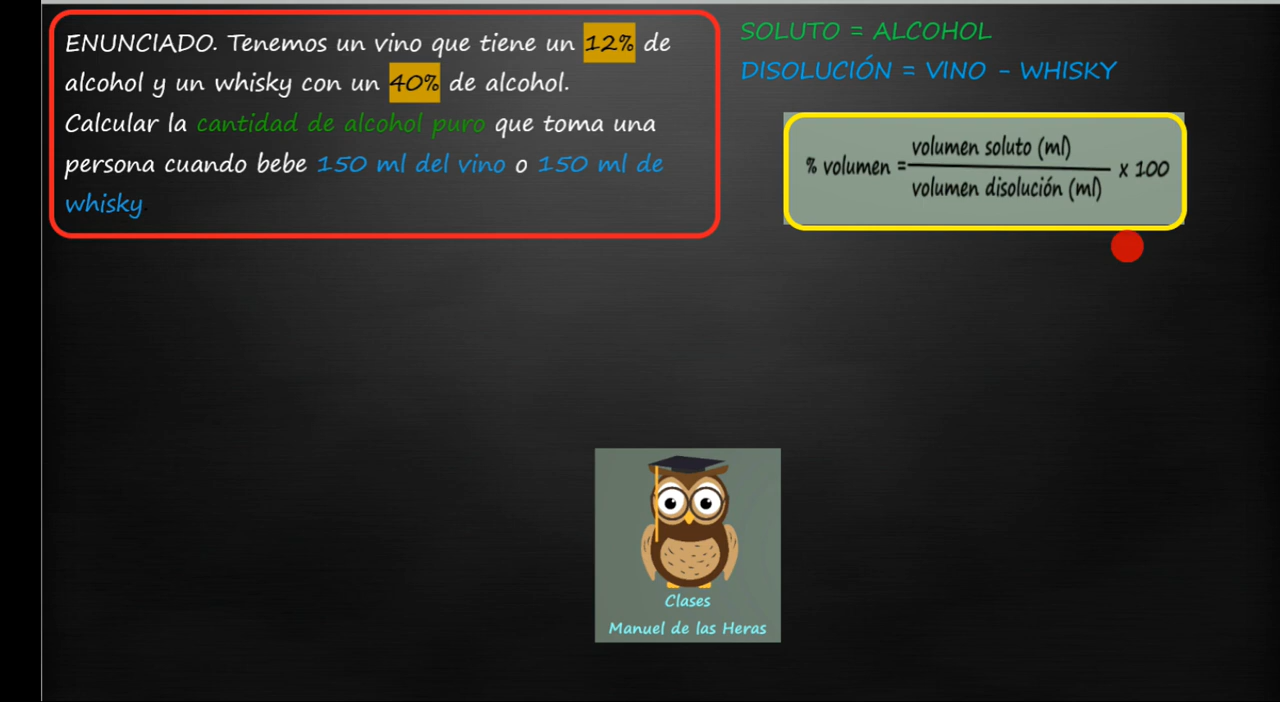 ENUNCIADO. Tenemos un vino que tiene un 12% de
alcohol y un whisky con un 40% de alcohol.
Calcular la cantidad de alcohol puro que toma una
persona cuando bebe 150 ml del vino o 150 ml de
whisky.
SOLUTO = ALCOHOL
DISOLUCIÓN = VINO - WHISKY
% volumen = volumen soluto (ml)
volumen disolución (ml) x 100
Clases
Manuel de las Heras